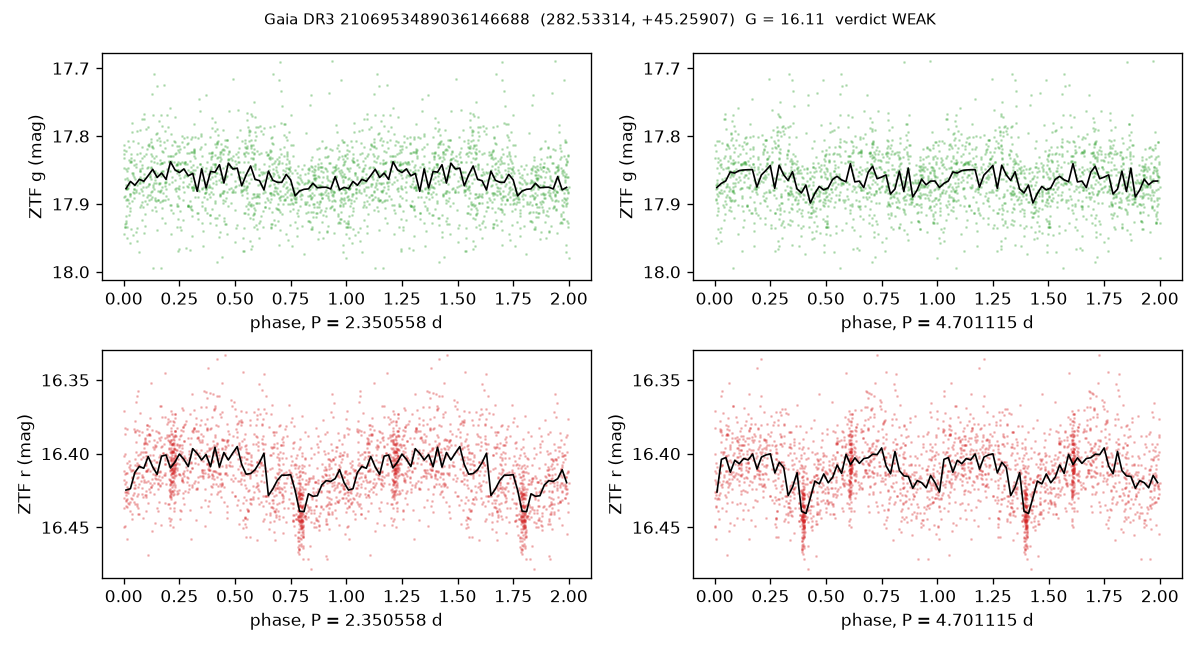 Gaia DR3 2106953489036146688 (282.53314, +45.25907) G = 16.11 verdict WEAK
ZTF g (mag)
17.7
17.8
17.9
18.0
0.00 0.25 0.50 0.75 1.00 1.25 1.50 1.75 2.00
phase, P = 2.350558 d
ZTF g (mag)
17.7
17.8
17.9
18.0
0.00 0.25 0.50 0.75 1.00 1.25 1.50 1.75 2.00
phase, P = 4.701115 d
ZTF r (mag)
16.35
16.40
16.45
0.00 0.25 0.50 0.75 1.00 1.25 1.50 1.75 2.00
phase, P = 2.350558 d
ZTF r (mag)
16.35
16.40
16.45
0.00 0.25 0.50 0.75 1.00 1.25 1.50 1.75 2.00
phase, P = 4.701115 d